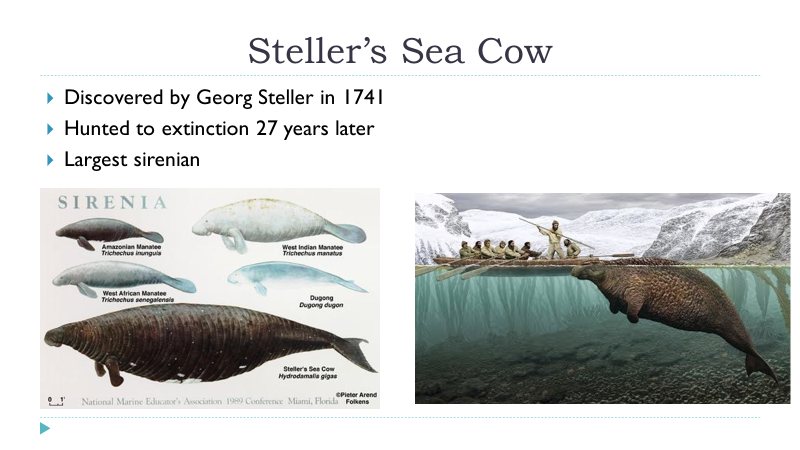 Steller's Sea Cow
Discovered by Georg Steller in 1741
Hunted to extinction 27 years later
Largest sirenian
SIRENIA
Amazonian Manatee
Trichechus inunguis
West Indian Manatee
Trichechus manatus
West African Manatee
Trichechus senegalensis
Dugong
Dugong dugon
Steller's Sea Cow
Hydrodamalis gigas
0 1'
National Marine Educator's Association 1989 Conference Miami, Florida
©Pieter Arend
Folkens